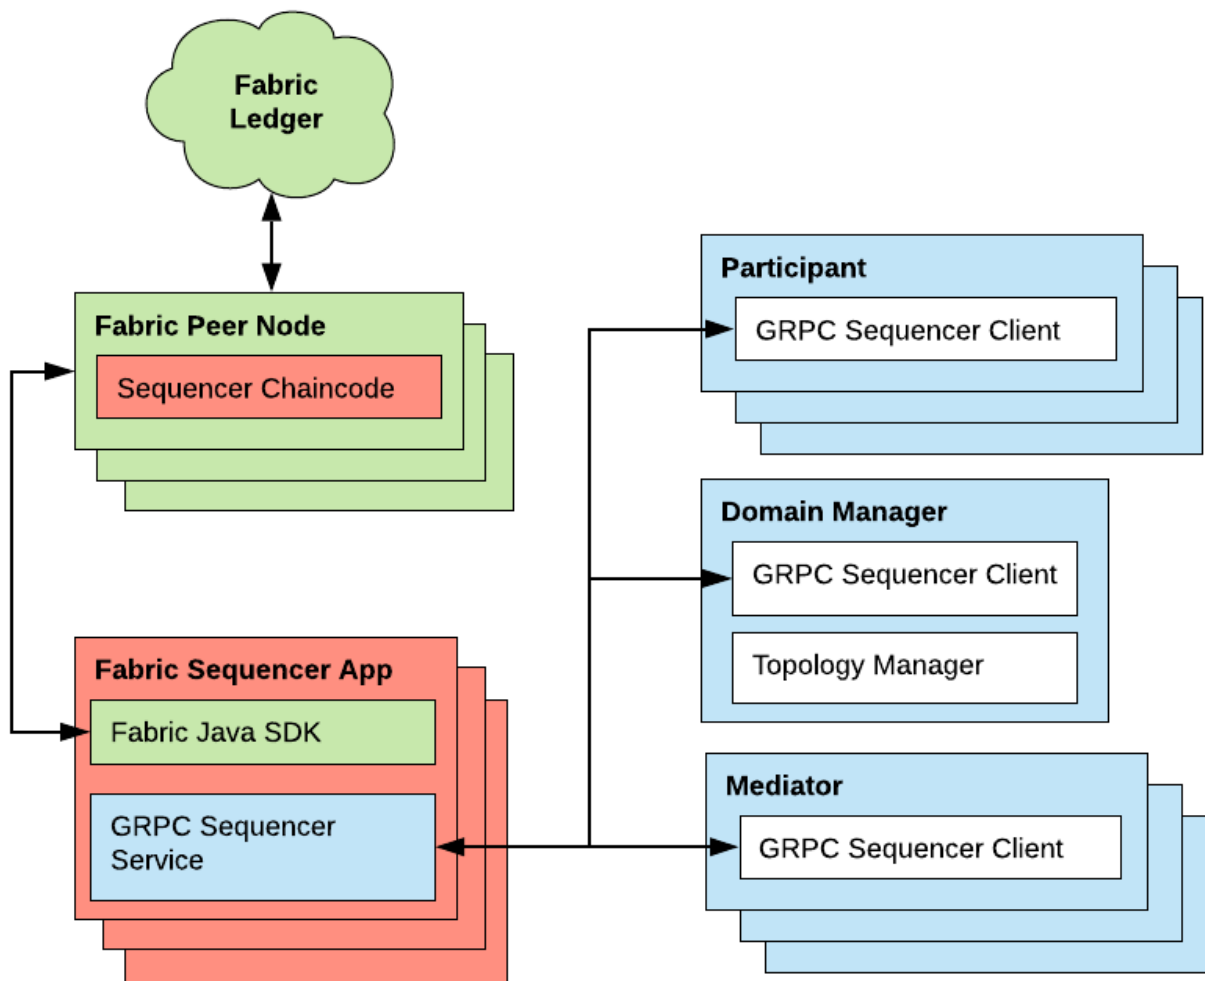 Fabric
Ledger
Fabric Peer Node
Sequencer Chaincode
Fabric Sequencer App
Fabric Java SDK
GRPC Sequencer
Service
Participant
GRPC Sequencer Client
Domain Manager
GRPC Sequencer Client
Topology Manager
Mediator
GRPC Sequencer Client